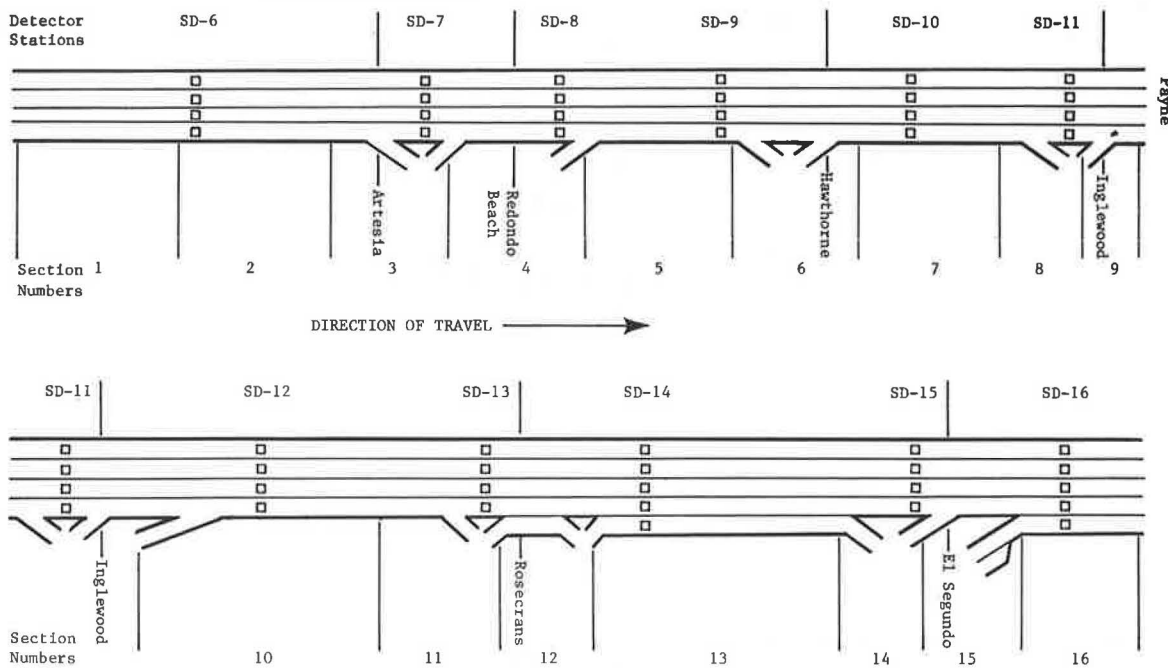 Detector
Stations
SD-6
SD-7
SD-8
SD-9
SD-10
SD-11
Payne
Artesia
Redondo
Beach
Hawthorne
Inglewood
Section
Numbers
1
2
3
4
5
6
7
8
9
DIRECTION OF TRAVEL
SD-11
SD-12
SD-13
SD-14
SD-15
SD-16
Inglewood
Rosecrans
El Segundo
Section
Numbers
10
11
12
13
14
15
16